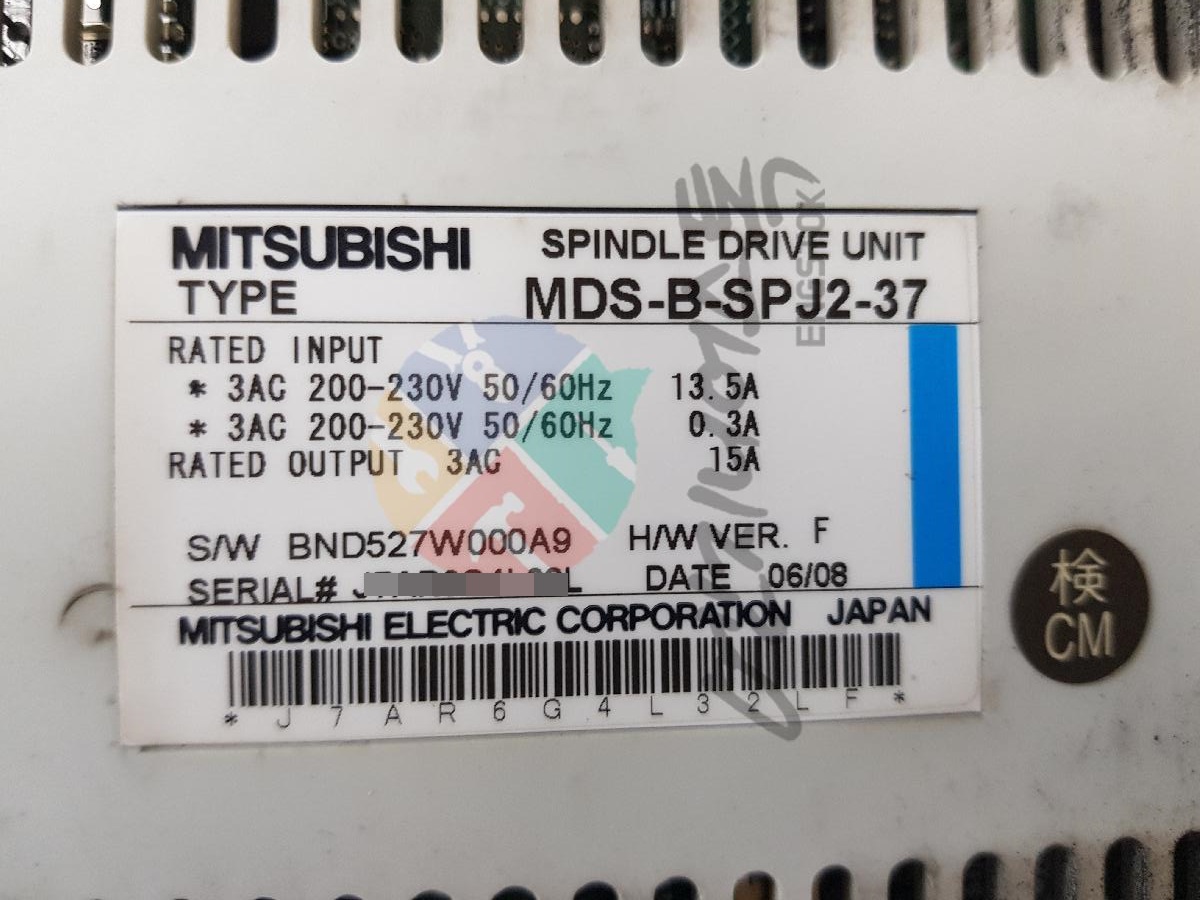 MITSUBISHI SPINDLE DRIVE UNIT
TYPE MDS-B-SPJ2-37
RATED INPUT
* 3AC 200-230V 50/60Hz 13.5A
* 3AC 200-230V 50/60Hz 0.3A
RATED OUTPUT 3AC 15A
S/W BND527W000A9 H/W VER. F
SERIAL# DATE 06/08
MITSUBISHI ELECTRIC CORPORATION JAPAN
* J 7 A R 6 G 4 L 3 2 L F *
検
CM